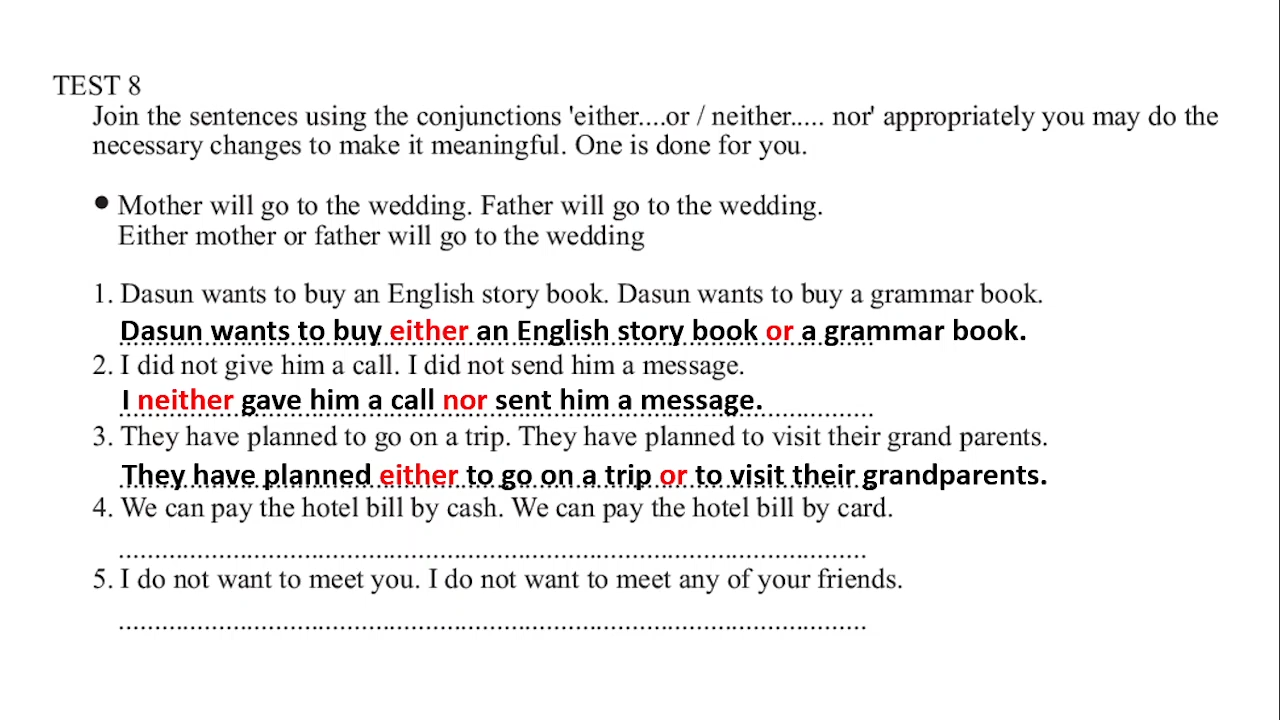 TEST 8
Join the sentences using the conjunctions 'either....or / neither..... nor' appropriately you may do the
necessary changes to make it meaningful. One is done for you.
● Mother will go to the wedding. Father will go to the wedding.
Either mother or father will go to the wedding
1. Dasun wants to buy an English story book. Dasun wants to buy a grammar book.
Dasun wants to buy either an English story book or a grammar book.
2. I did not give him a call. I did not send him a message.
I neither gave him a call nor sent him a message.
3. They have planned to go on a trip. They have planned to visit their grand parents.
They have planned either to go on a trip or to visit their grandparents.
4. We can pay the hotel bill by cash. We can pay the hotel bill by card.
5. I do not want to meet you. I do not want to meet any of your friends.